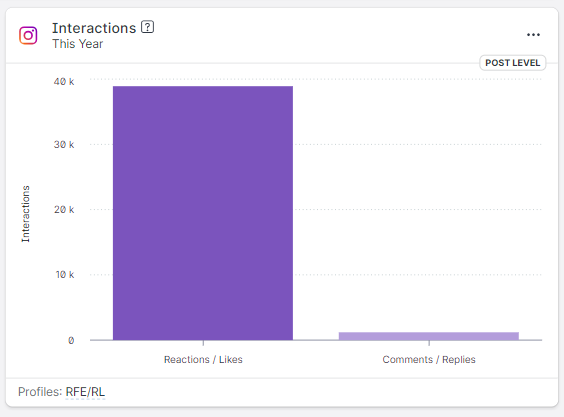 Interactions ?
This Year
POST LEVEL
40 k
30 k
20 k
10 k
0
Interactions
Reactions / Likes
Comments / Replies
Profiles: RFE/RL